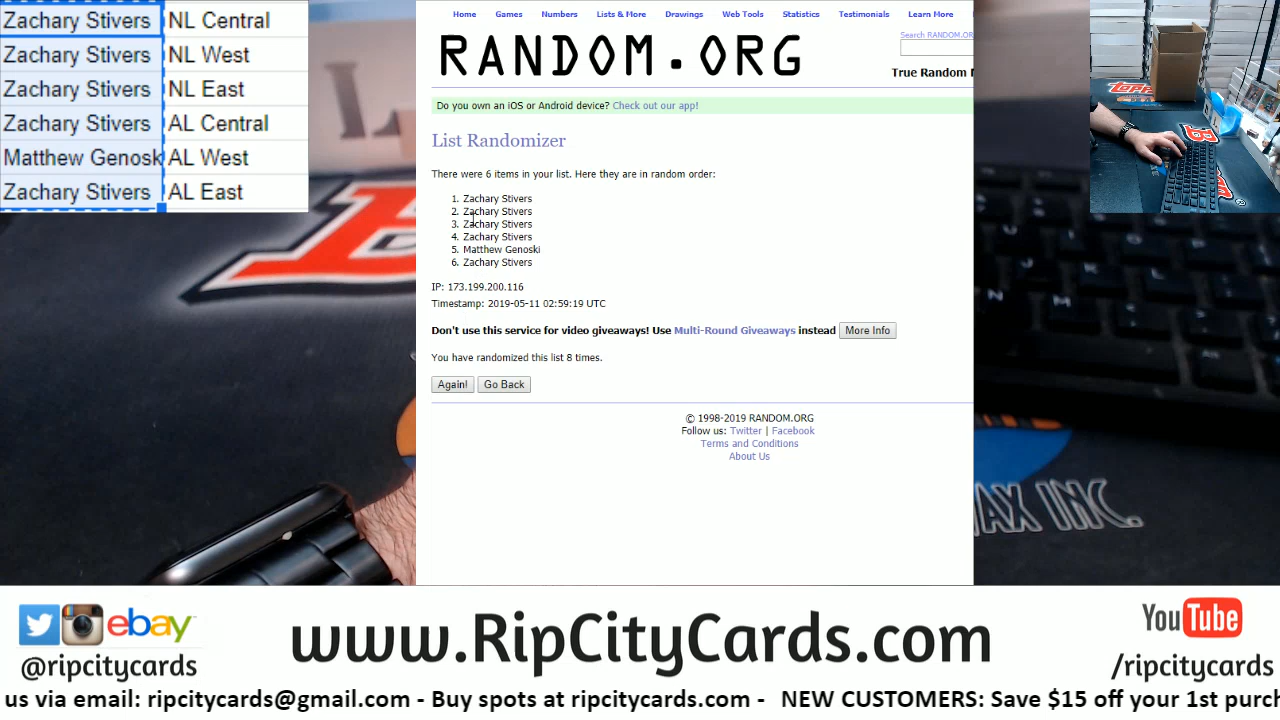 Zachary Stivers NL Central
Zachary Stivers NL West
Zachary Stivers NL East
Zachary Stivers AL Central
Matthew Genosk AL West
Zachary Stivers AL East
Home Games Numbers Lists & More Drawings Web Tools Statistics Testimonials Learn More
Search RANDOM.OR
RANDOM.ORG
True Random
Do you own an iOS or Android device? Check out our app!
List Randomizer
There were 6 items in your list. Here they are in random order:
1. Zachary Stivers
2. Zachary Stivers
3. Zachary Stivers
4. Zachary Stivers
5. Matthew Genoski
6. Zachary Stivers
IP: 173.199.200.116
Timestamp: 2019-05-11 02:59:19 UTC
Don't use this service for video giveaways! Use Multi-Round Giveaways instead More Info
You have randomized this list 8 times.
Again! Go Back
© 1998-2019 RANDOM.ORG
Follow us: Twitter | Facebook
Terms and Conditions
About Us
MAX INC.
ebay
@ripcitycards
www.RipCityCards.com
YouTube
/ripcitycards
us via email: ripcitycards@gmail.com - Buy spots at ripcitycards.com - NEW CUSTOMERS: Save $15 off your 1st purch